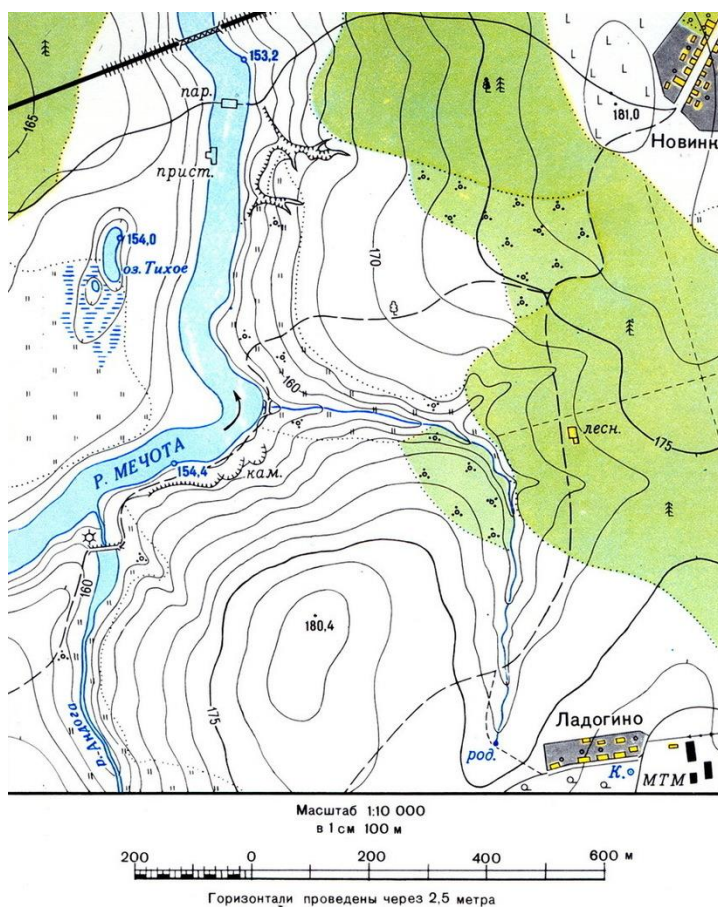 153,2
пар.
165
181,0
Новинк
прист.
154,0
оз. Тихое
175
170
160
лесн.
175
Р. МЕЧОТА
154,4
кам.
160
180,4
175
Р. Андога
Ладогино
род.
К.
МТМ
Масштаб 1:10 000
в 1 см 100 м
200 0 200 400 600 м
Горизонтали проведены через 2,5 метра